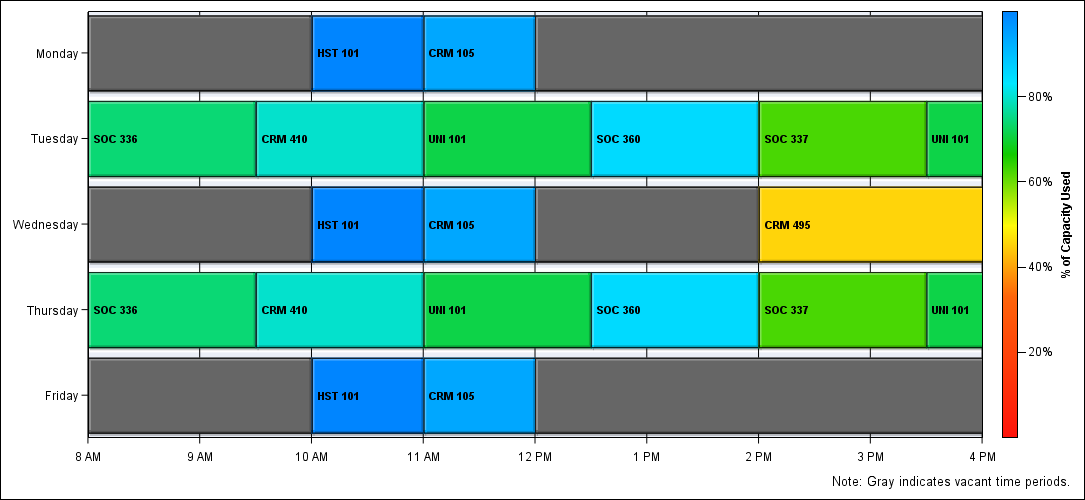 Monday
HST 101 CRM 105
80%
Tuesday
SOC 336 CRM 410 UNI 101 SOC 360 SOC 337 UNI 101
60%
Wednesday
HST 101 CRM 105 CRM 495
% of Capacity Used
40%
Thursday
SOC 336 CRM 410 UNI 101 SOC 360 SOC 337 UNI 101
20%
Friday
HST 101 CRM 105
8 AM 9 AM 10 AM 11 AM 12 PM 1 PM 2 PM 3 PM 4 PM
Note: Gray indicates vacant time periods.